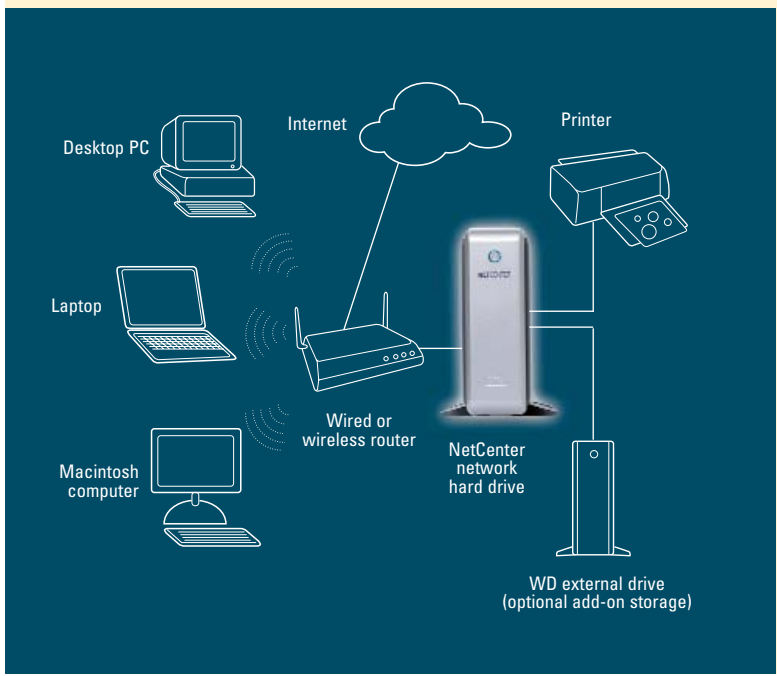 Internet
Printer
Desktop PC
Laptop
Wired or
wireless router
NetCenter
network
hard drive
Macintosh
computer
WD external drive
(optional add-on storage)